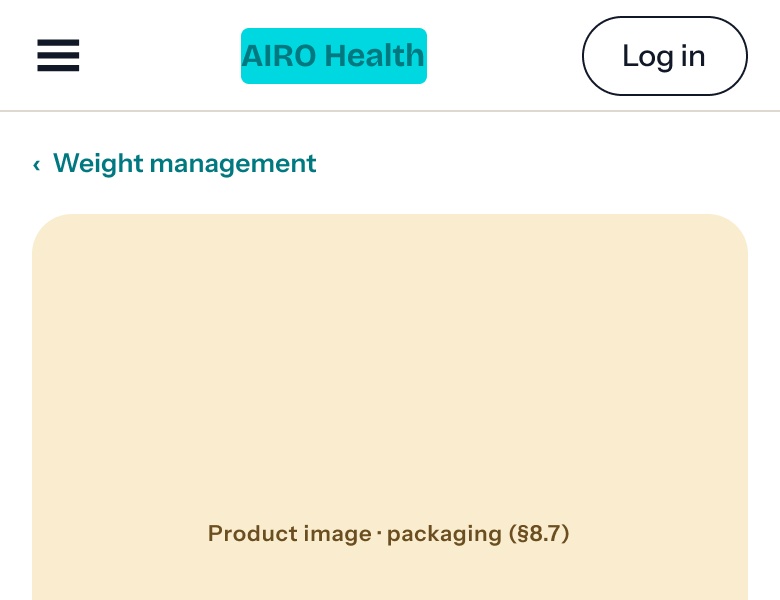 AIRO Health
Log in
‹ Weight management
Product image · packaging (§8.7)